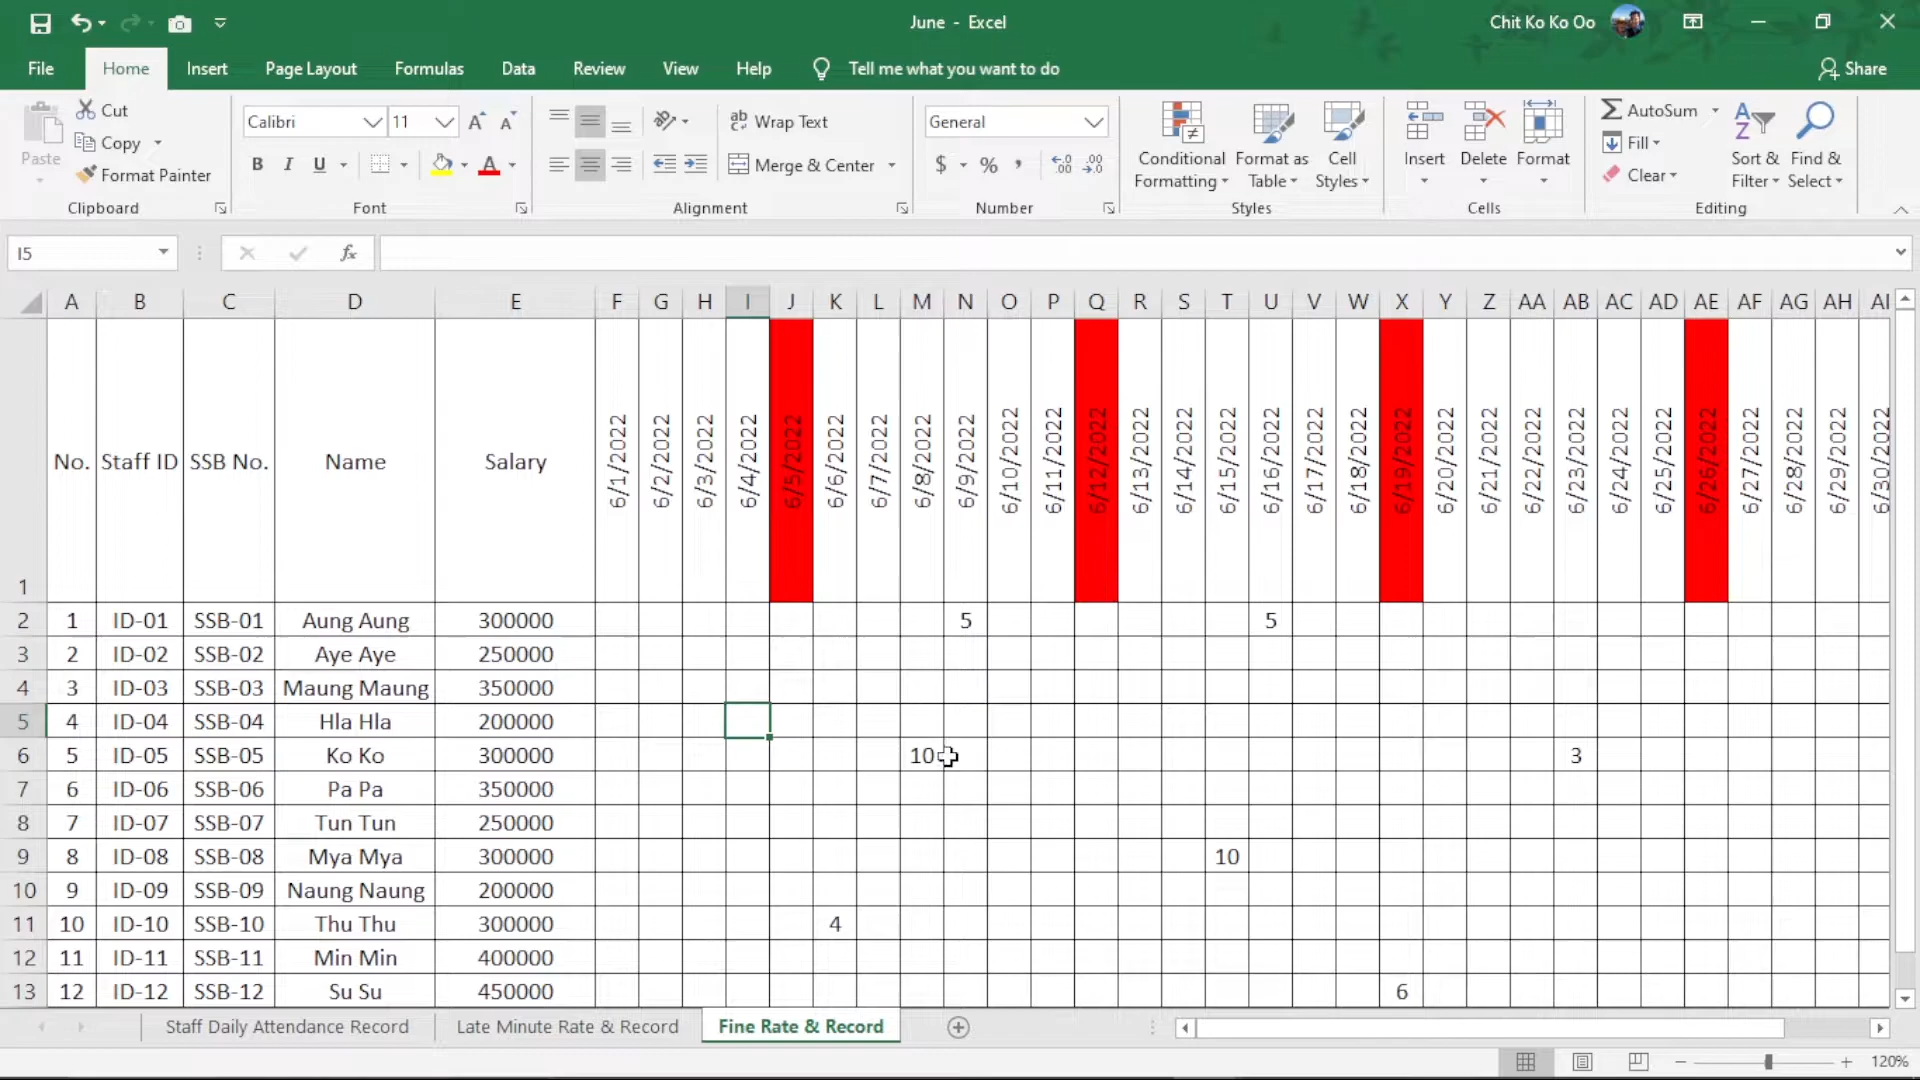 June - Excel
Chit Ko Ko Oo
File Home Insert Page Layout Formulas Data Review View Help Tell me what you want to do Share
Paste
Cut
Copy
Format Painter
Clipboard
Calibri 11
B I U
Font
Wrap Text
Merge & Center
Alignment
General
$ % ,
Number
Conditional Formatting
Format as Table
Cell Styles
Styles
Insert
Delete
Format
Cells
AutoSum
Fill
Clear
Sort & Filter
Find & Select
Editing
I5 fx
A B C D E F G H I J K L M N O P Q R S T U V W X Y Z AA AB AC AD AE AF AG AH AI
1 No. Staff ID SSB No. Name Salary 6/1/2022 6/2/2022 6/3/2022 6/4/2022 6/5/2022 6/6/2022 6/7/2022 6/8/2022 6/9/2022 6/10/2022 6/11/2022 6/12/2022 6/13/2022 6/14/2022 6/15/2022 6/16/2022 6/17/2022 6/18/2022 6/19/2022 6/20/2022 6/21/2022 6/22/2022 6/23/2022 6/24/2022 6/25/2022 6/26/2022 6/27/2022 6/28/2022 6/29/2022 6/30/2022
2 1 ID-01 SSB-01 Aung Aung 300000 5 5
3 2 ID-02 SSB-02 Aye Aye 250000
4 3 ID-03 SSB-03 Maung Maung 350000
5 4 ID-04 SSB-04 Hla Hla 200000
6 5 ID-05 SSB-05 Ko Ko 300000 10 3
7 6 ID-06 SSB-06 Pa Pa 350000
8 7 ID-07 SSB-07 Tun Tun 250000
9 8 ID-08 SSB-08 Mya Mya 300000 10
10 9 ID-09 SSB-09 Naung Naung 200000
11 10 ID-10 SSB-10 Thu Thu 300000 4
12 11 ID-11 SSB-11 Min Min 400000
13 12 ID-12 SSB-12 Su Su 450000 6
Staff Daily Attendance Record Late Minute Rate & Record Fine Rate & Record
120%